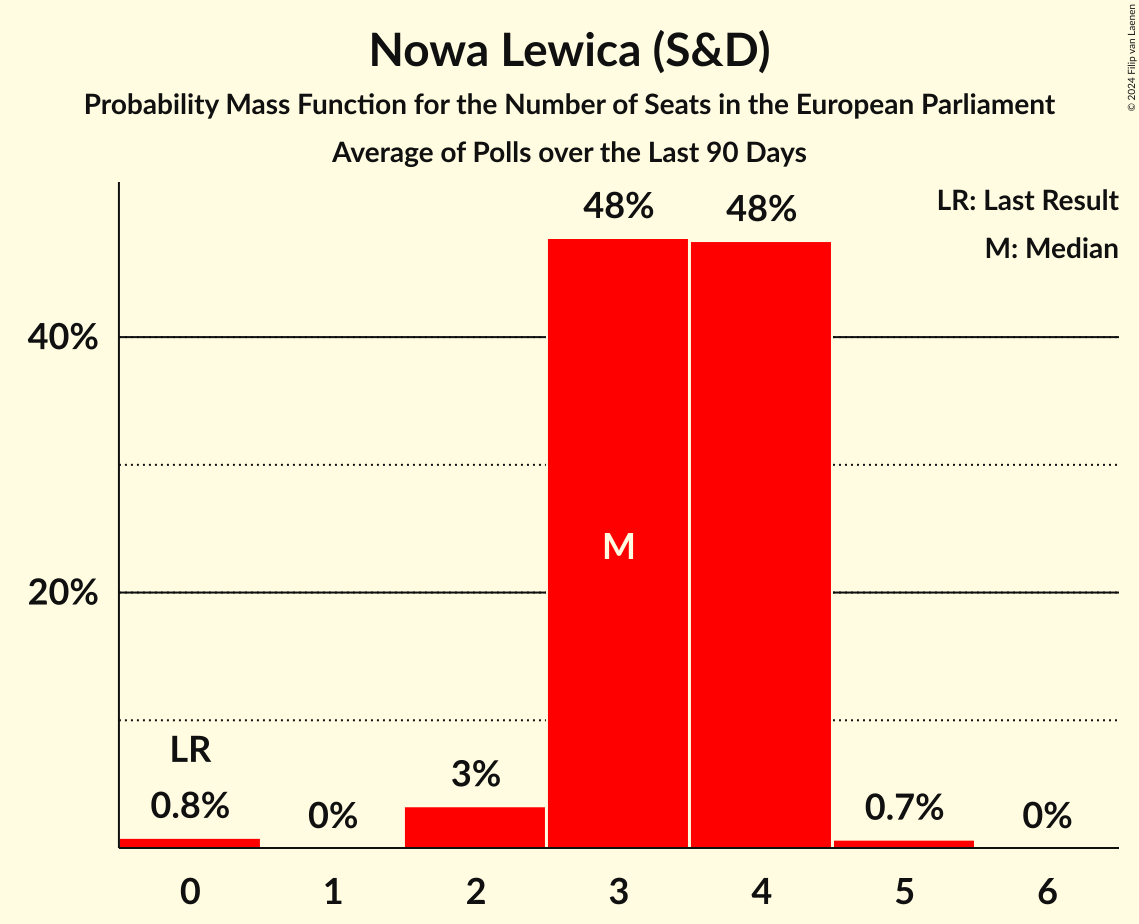 Nowa Lewica (S&D)
Probability Mass Function for the Number of Seats in the European Parliament
Average of Polls over the Last 90 Days
© 2024 Filip van Laenen
LR: Last Result
M: Median
48%
48%
40%
M
20%
LR
0.8%
0%
3%
0.7%
0%
0
1
2
3
4
5
6